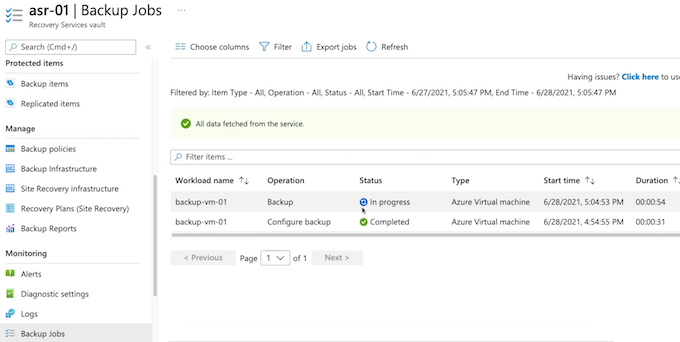 asr-01 | Backup Jobs ...
Recovery Services vault
Search (Cmd+/) «
Choose columns Filter Export jobs Refresh
Protected items
Backup items
Replicated items
Manage
Backup policies
Backup Infrastructure
Site Recovery infrastructure
Recovery Plans (Site Recovery)
Backup Reports
Monitoring
Alerts
Diagnostic settings
Logs
Backup Jobs
Having issues? Click here to use
Filtered by: Item Type - All, Operation - All, Status - All, Start Time - 6/27/2021, 5:05:47 PM, End Time - 6/28/2021, 5:05:47 PM
All data fetched from the service.
Filter items ...
Workload name ↑↓ Operation Status Type Start time ↑↓ Duration ↑↓
backup-vm-01 Backup In progress Azure Virtual machine 6/28/2021, 5:04:53 PM 00:00:54
backup-vm-01 Configure backup Completed Azure Virtual machine 6/28/2021, 4:54:55 PM 00:00:31
< Previous Page 1 of 1 Next >